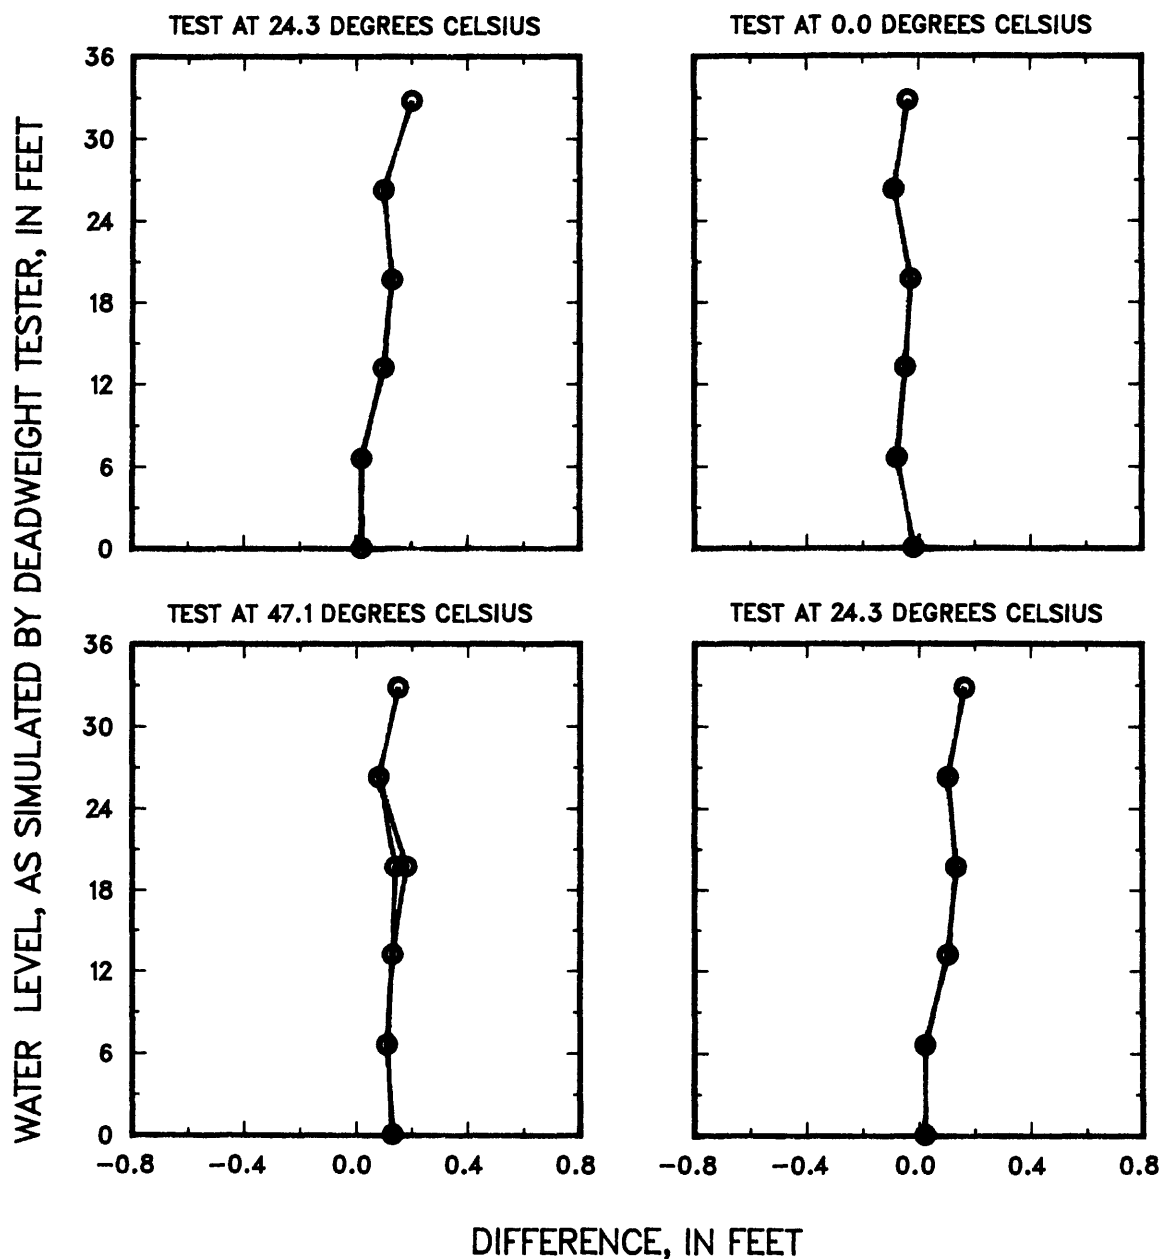 TEST AT 24.3 DEGREES CELSIUS
TEST AT 0.0 DEGREES CELSIUS
36
30
24
18
12
6
0
TEST AT 47.1 DEGREES CELSIUS
TEST AT 24.3 DEGREES CELSIUS
36
30
24
18
12
6
0
-0.8 -0.4 0.0 0.4 0.8
-0.8 -0.4 0.0 0.4 0.8
WATER LEVEL, AS SIMULATED BY DEADWEIGHT TESTER, IN FEET
DIFFERENCE, IN FEET